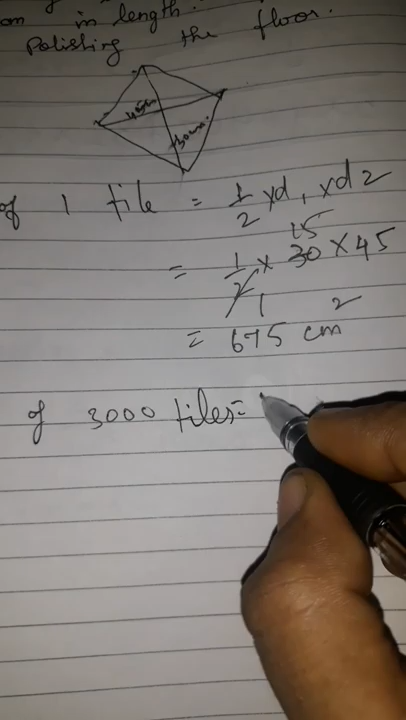 cm in length.
Polishing the floor.
45cm
30cm.
of 1 tile = 1/2 x d1 x d2
15
= 1/2 x 30 x 45
1
= 675 cm²
of 3000 tiles=